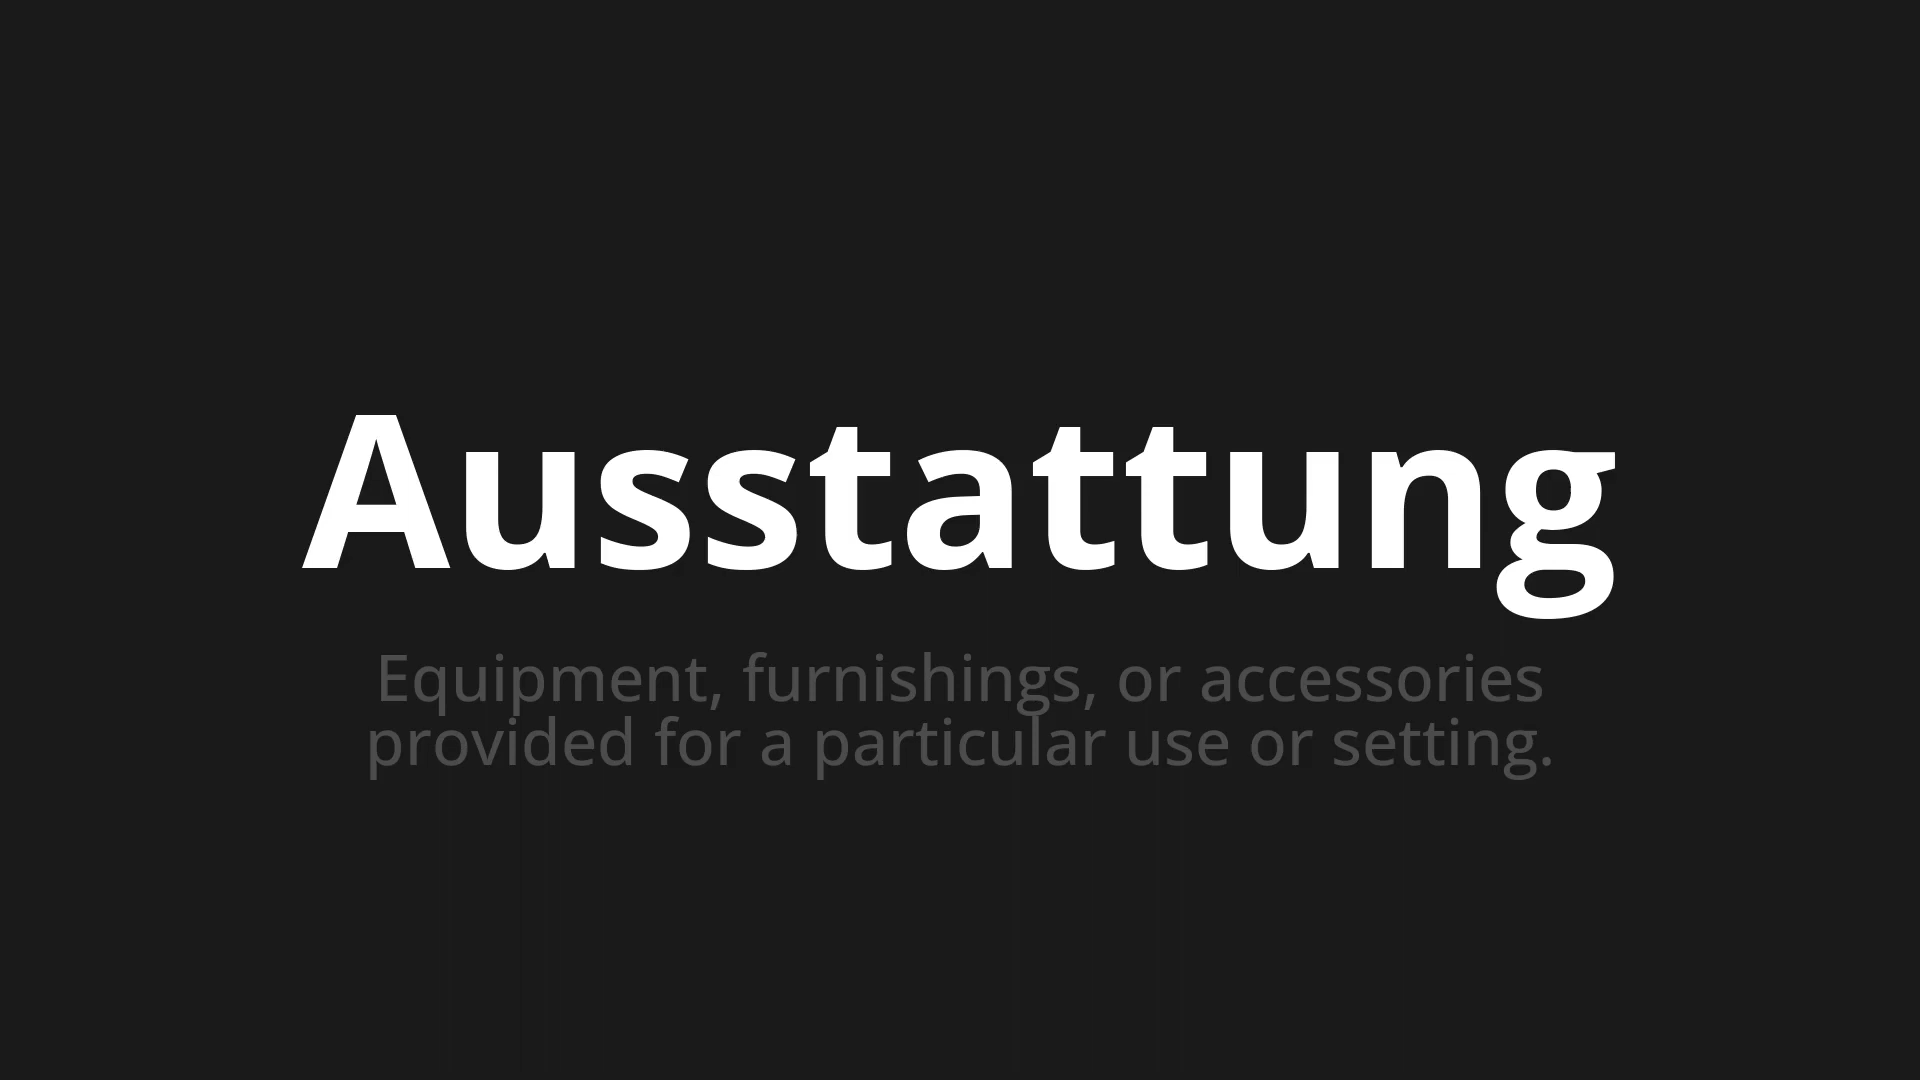 Ausstattung
Equipment, furnishings, or accessories
provided for a particular use or setting.